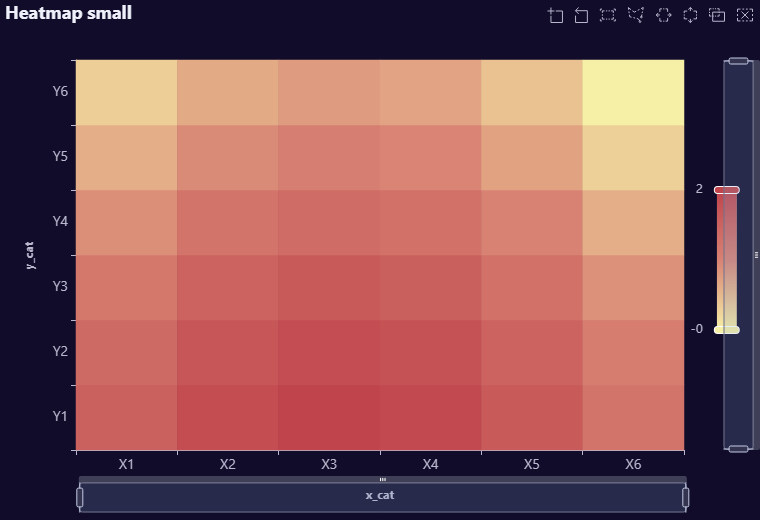 Heatmap small
Y6
Y5
Y4
Y3
Y2
Y1
y_cat
X1 X2 X3 X4 X5 X6
x_cat
2
-0